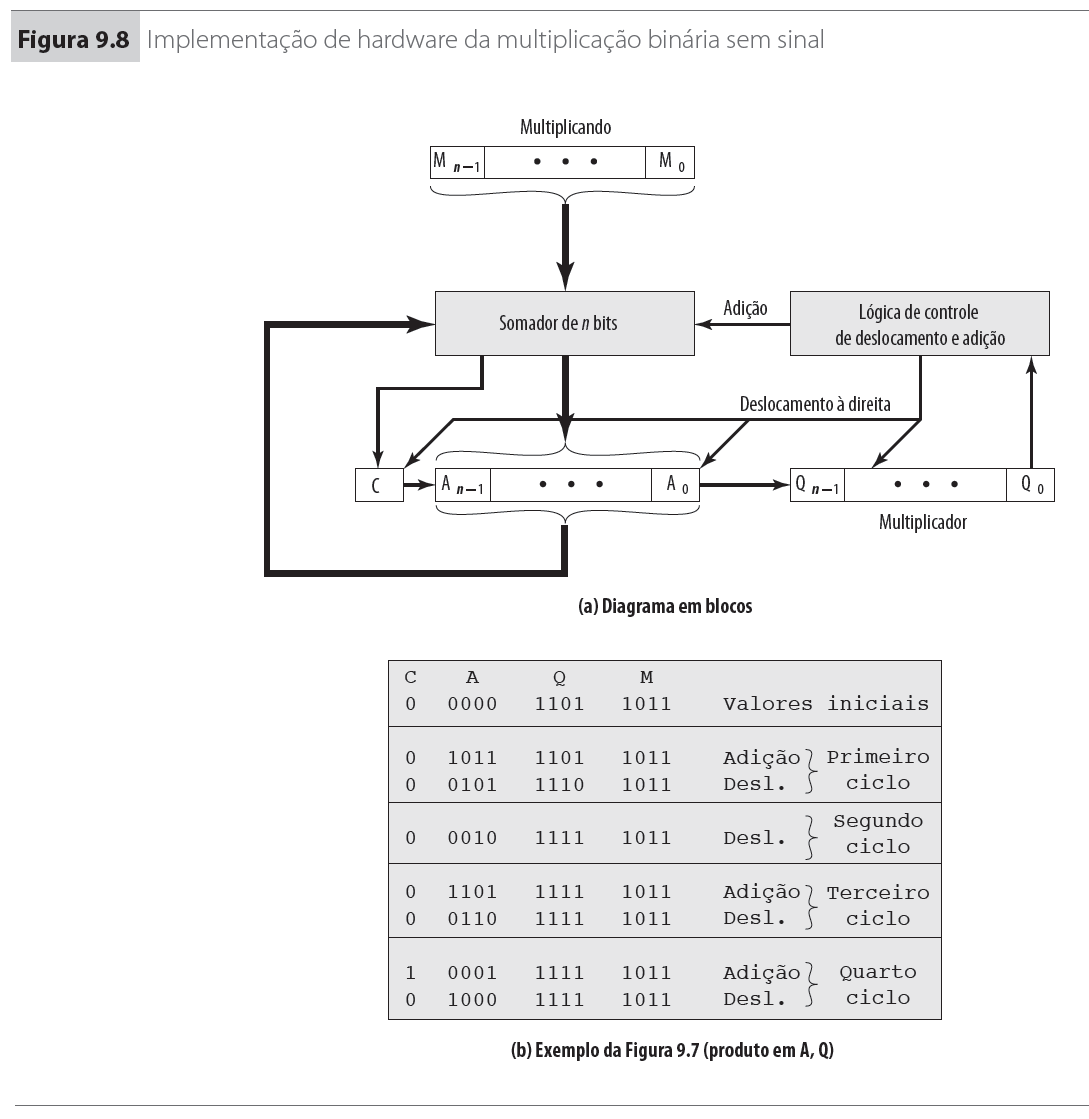 Figura 9.8 Implementação de hardware da multiplicação binária sem sinal
Multiplicando
M n−1 • • • M 0
Somador de n bits
Adição
Lógica de controle
de deslocamento e adição
Deslocamento à direita
C
A n−1 • • • A 0
Q n−1 • • • Q 0
Multiplicador
(a) Diagrama em blocos
C A Q M
0 0000 1101 1011 Valores iniciais
0 1011 1101 1011 Adição Primeiro
0 0101 1110 1011 Desl. ciclo
Segundo
0 0010 1111 1011 Desl.
ciclo
0 1101 1111 1011 Adição Terceiro
0 0110 1111 1011 Desl. ciclo
1 0001 1111 1011 Adição Quarto
0 1000 1111 1011 Desl. ciclo
(b) Exemplo da Figura 9.7 (produto em A, Q)